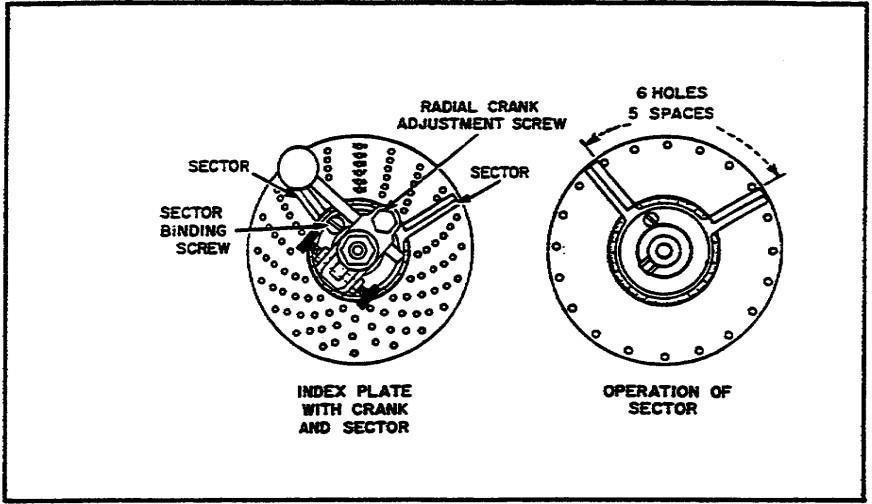 6 HOLES
5 SPACES
RADIAL CRANK
ADJUSTMENT SCREW
SECTOR
SECTOR
SECTOR
BINDING
SCREW
INDEX PLATE
WITH CRANK
AND SECTOR
OPERATION OF
SECTOR